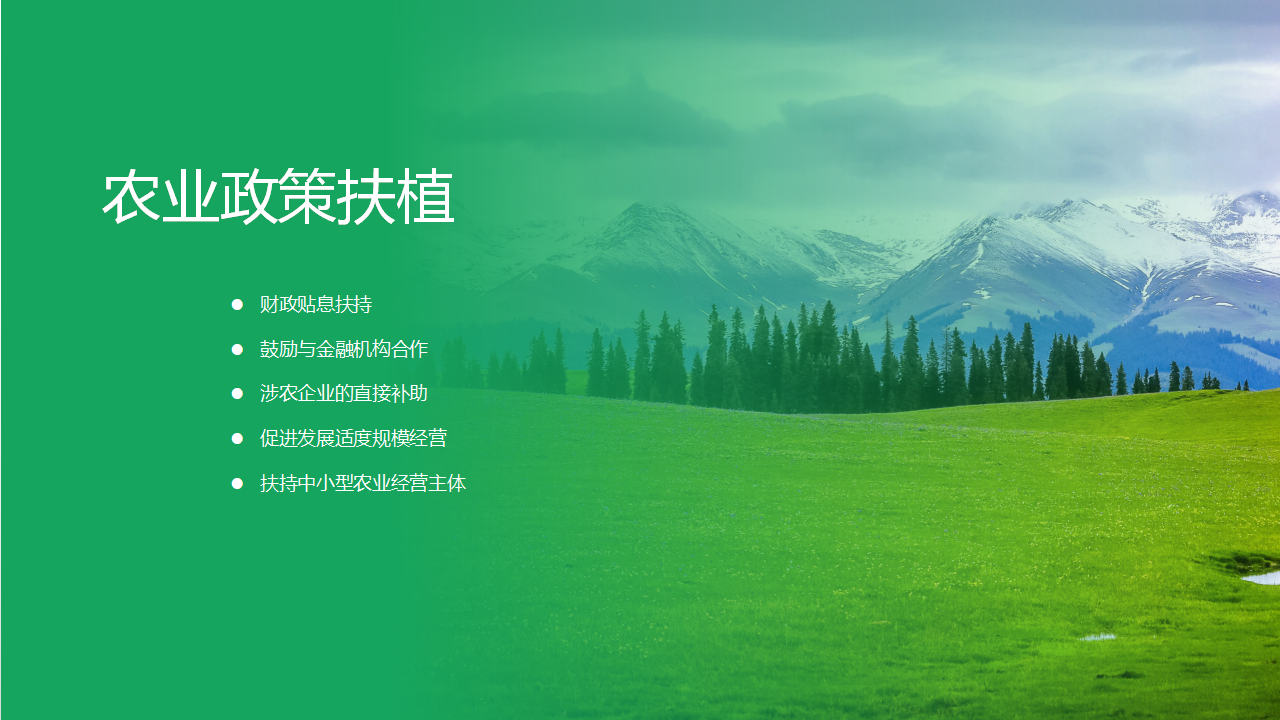 农业政策扶植
● 财政贴息扶持
● 鼓励与金融机构合作
● 涉农企业的直接补助
● 促进发展适度规模经营
● 扶持中小型农业经营主体